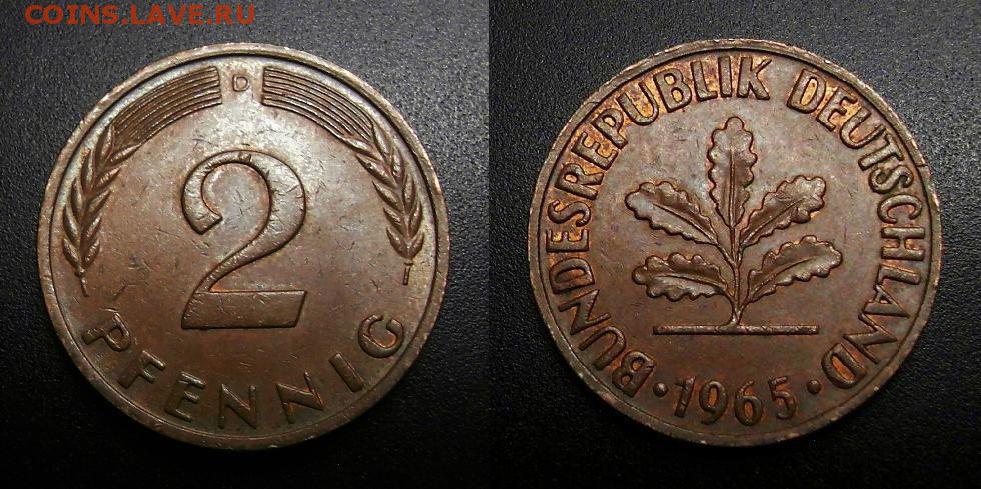 COINS.LAVE.RU
D
2
PFENNIG
BUNDESREPUBLIK DEUTSCHLAND
· 1965 ·